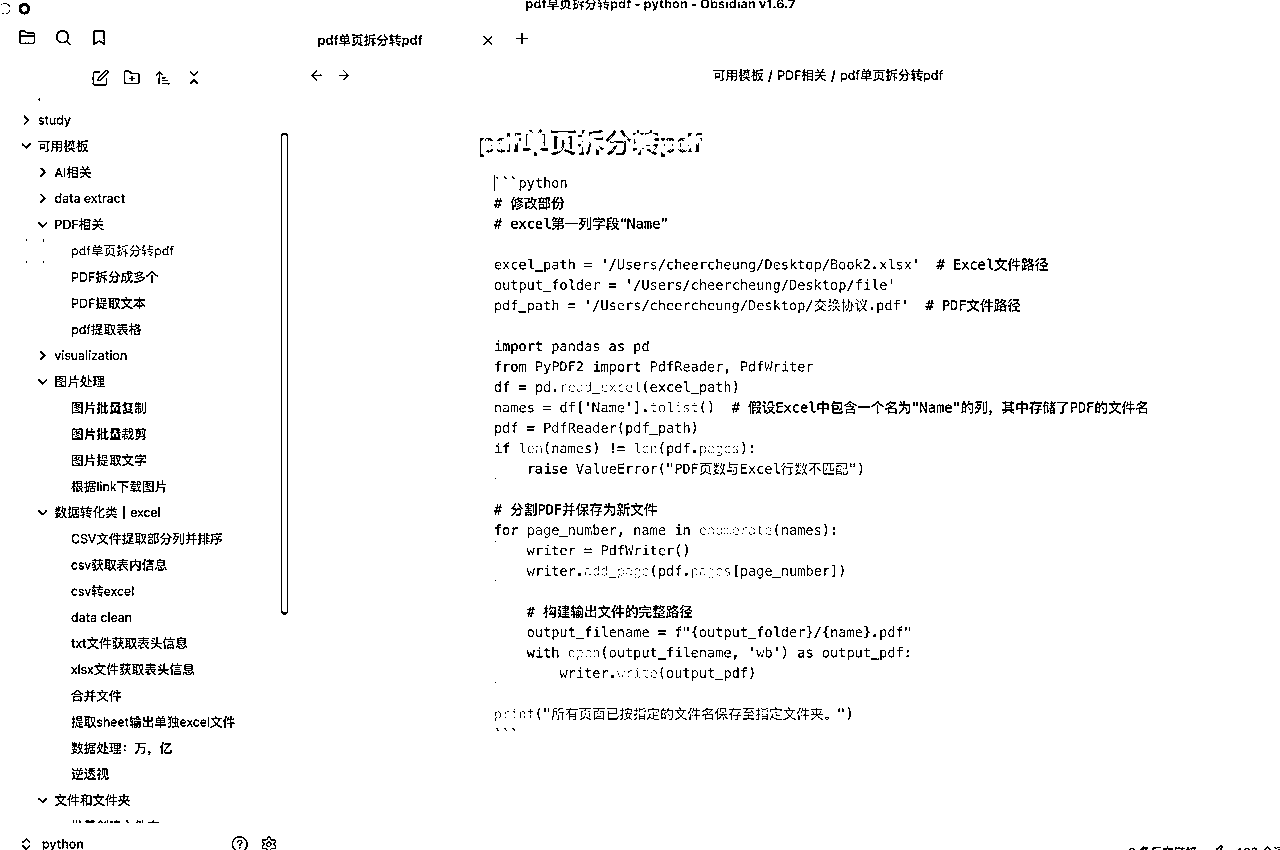 pdf单页拆分转pdf - python - Obsidian v1.6.7
pdf单页拆分转pdf
可用模板 / PDF相关 / pdf单页拆分转pdf
study
可用模板
AI相关
data extract
PDF相关
pdf单页拆分转pdf
PDF拆分成多个
PDF提取文本
pdf提取表格
visualization
图片处理
图片批量复制
图片批量裁剪
图片提取文字
根据link下载图片
数据转化类 | excel
CSV文件提取部分列并排序
csv获取表内信息
csv转excel
data clean
txt文件获取表头信息
xlsx文件获取表头信息
合并文件
提取sheet输出单独excel文件
数据处理：万，亿
逆透视
文件和文件夹
python
pdf单页拆分转pdf
```python
# 修改部份
# excel第一列字段“Name”
excel_path = '/Users/cheercheung/Desktop/Book2.xlsx'  # Excel文件路径
output_folder = '/Users/cheercheung/Desktop/file'
pdf_path = '/Users/cheercheung/Desktop/交换协议.pdf'  # PDF文件路径
import pandas as pd
from PyPDF2 import PdfReader, PdfWriter
df = pd.read_excel(excel_path)
names = df['Name'].tolist()  # 假设Excel中包含一个名为"Name"的列，其中存储了PDF的文件名
pdf = PdfReader(pdf_path)
if len(names) != len(pdf.pages):
    raise ValueError("PDF页数与Excel行数不匹配")
# 分割PDF并保存为新文件
for page_number, name in enumerate(names):
    writer = PdfWriter()
    writer.add_page(pdf.pages[page_number])
    # 构建输出文件的完整路径
    output_filename = f"{output_folder}/{name}.pdf"
    with open(output_filename, 'wb') as output_pdf:
        writer.write(output_pdf)
print("所有页面已按指定的文件名保存至指定文件夹。")
```